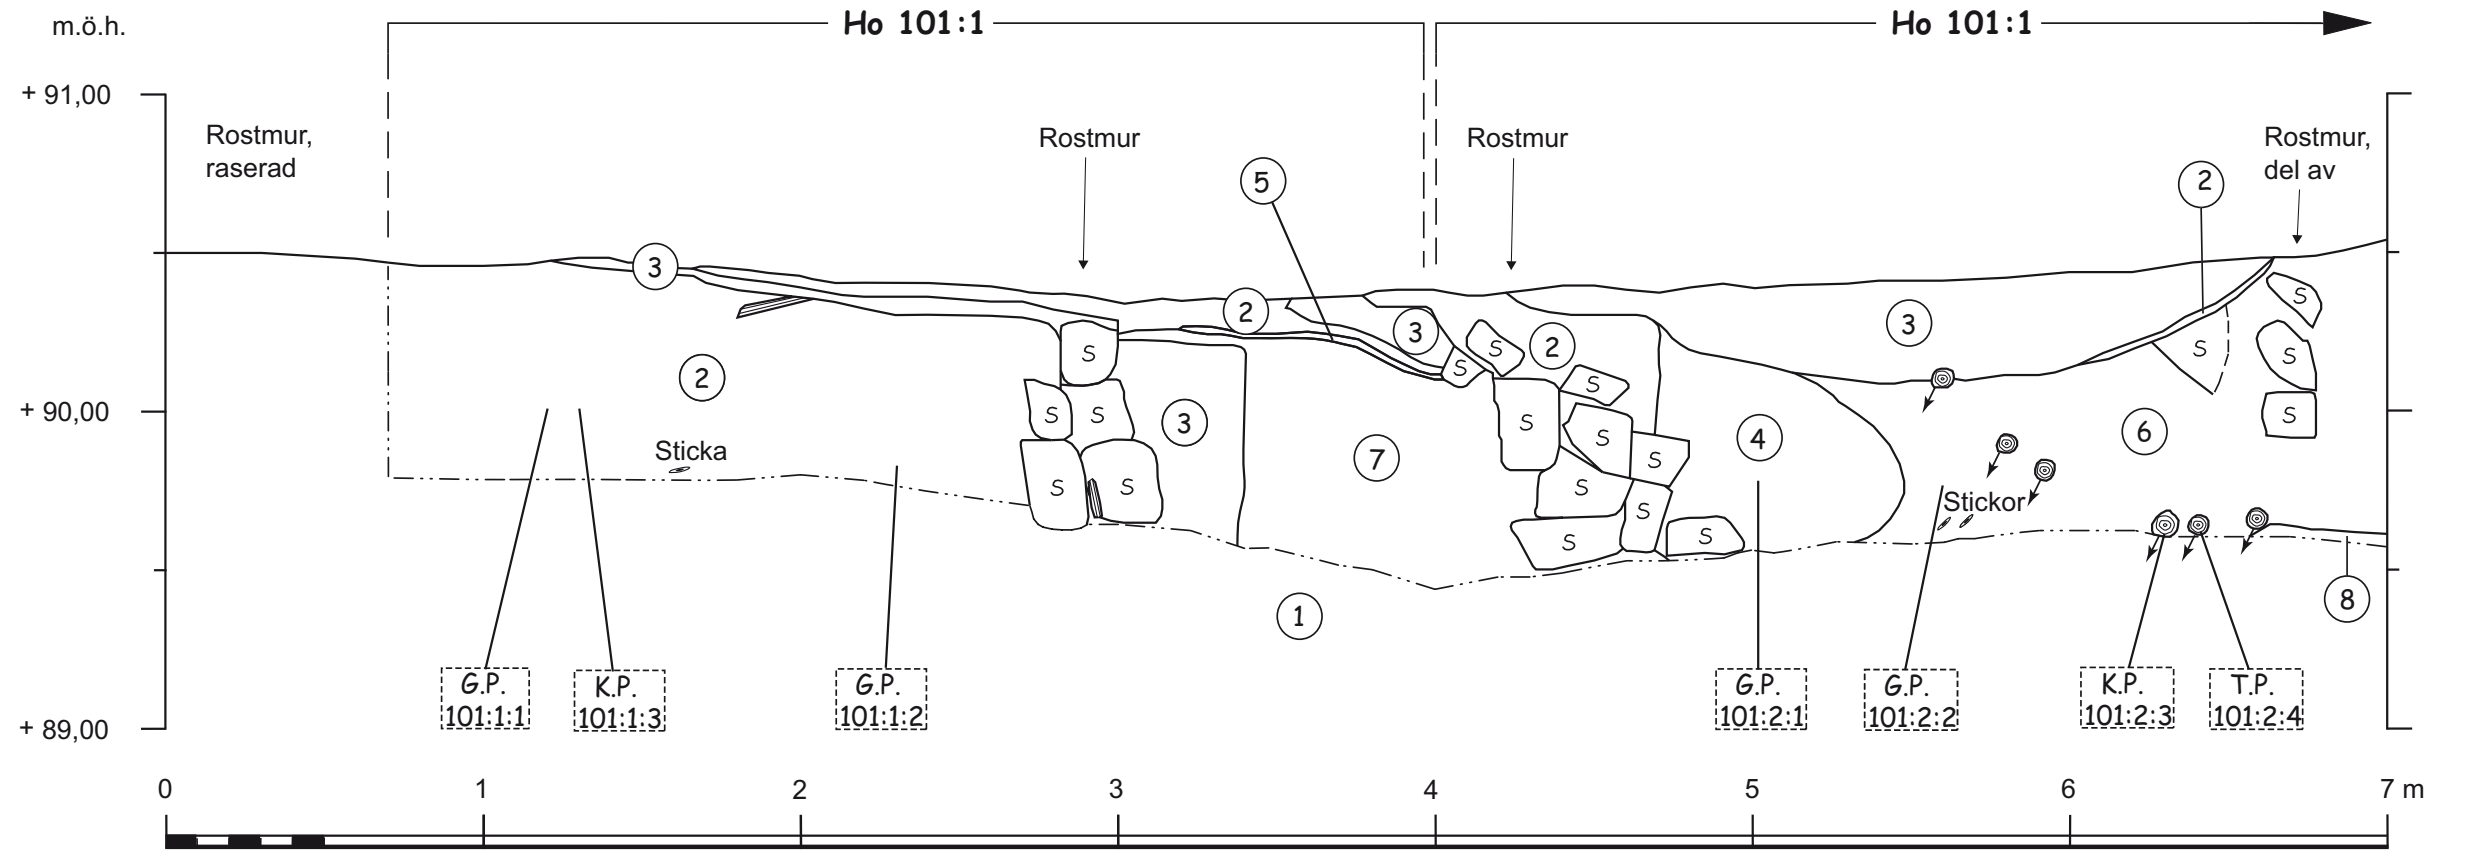 m.ö.h.
Ho 101:1
Ho 101:1
+ 91,00
Rostmur,
raserad
Rostmur
Rostmur
Rostmur,
del av
5
2
3
2
3
2
3
S
S
S
S
S
S
2
S
+ 90,00
S
S
3
S
S
6
4
S
S
7
Sticka
S
S
S
S
Stickor
S
S
S
1
8
+ 89,00
G.P.
101:1:1
K.P.
101:1:3
G.P.
101:1:2
G.P.
101:2:1
G.P.
101:2:2
K.P.
101:2:3
T.P.
101:2:4
0 1 2 3 4 5 6 7 m